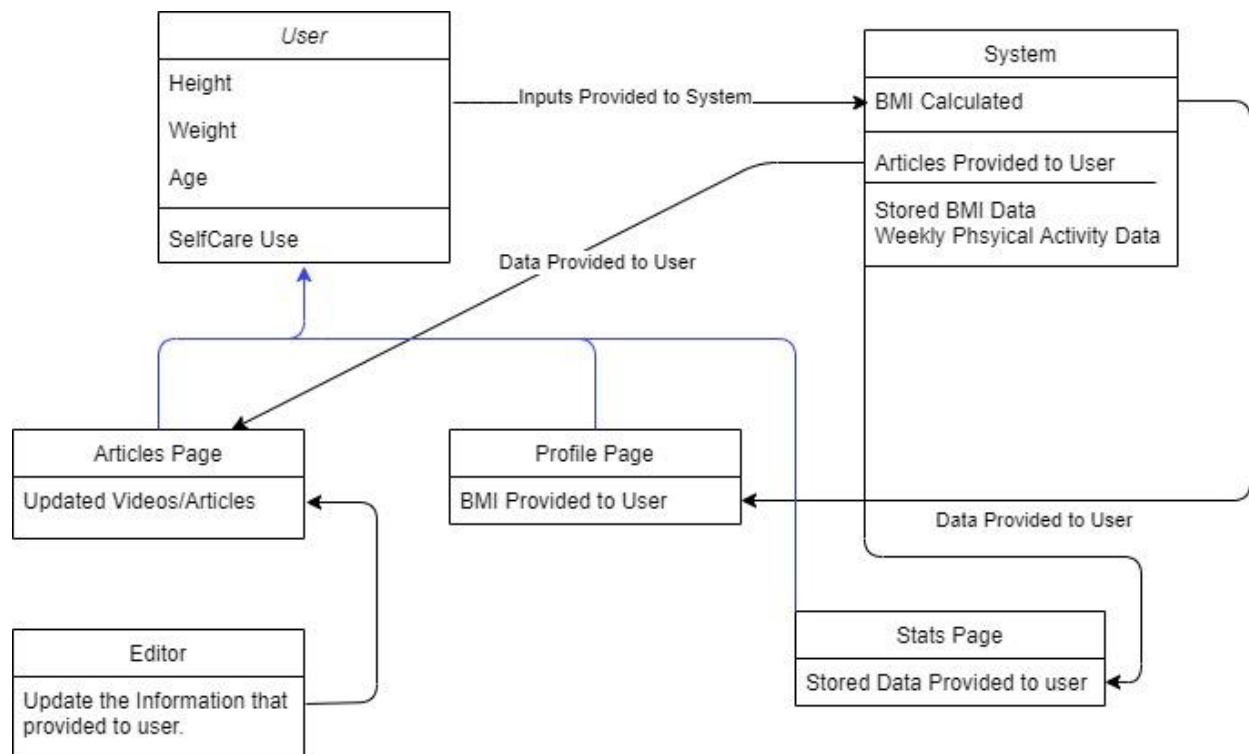 User
Height
Weight
Age
SelfCare Use
Inputs Provided to System
System
BMI Calculated
Articles Provided to User
Stored BMI Data
Weekly Phsyical Activity Data
Data Provided to User
Articles Page
Updated Videos/Articles
Profile Page
BMI Provided to User
Data Provided to User
Editor
Update the Information that
provided to user.
Stats Page
Stored Data Provided to user